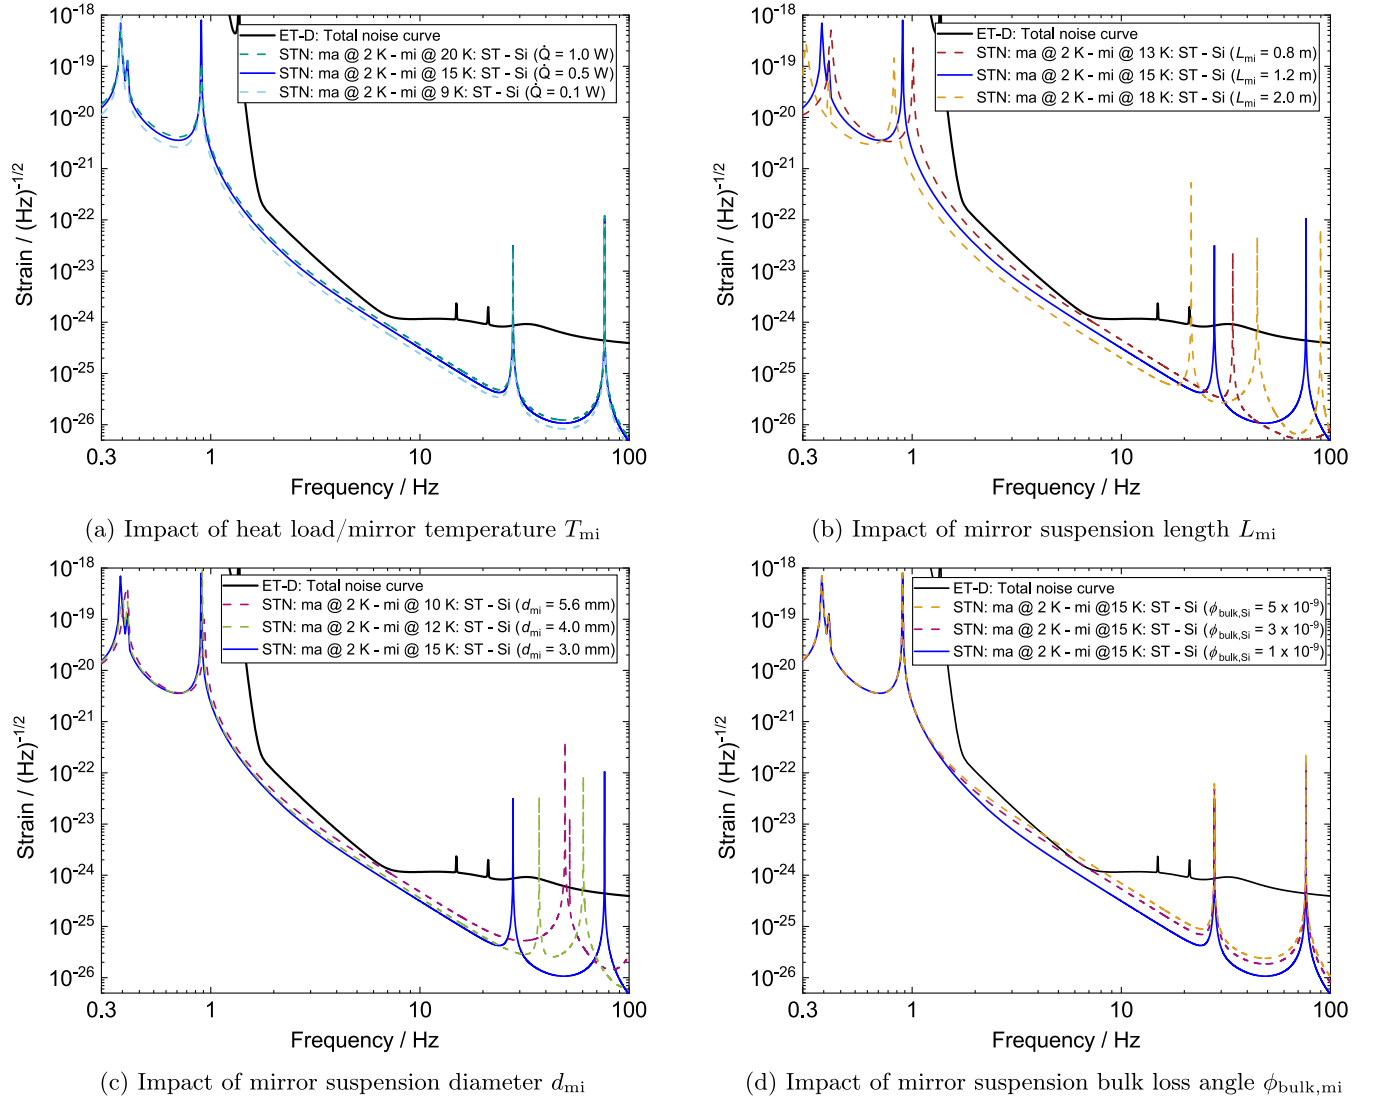 10⁻¹⁸
10⁻¹⁹
10⁻²⁰
10⁻²¹
10⁻²²
10⁻²³
10⁻²⁴
10⁻²⁵
10⁻²⁶
Strain / (Hz)⁻¹/²
ET-D: Total noise curve
STN: ma @ 2 K - mi @ 20 K: ST - Si (Q̇ = 1.0 W)
STN: ma @ 2 K - mi @ 15 K: ST - Si (Q̇ = 0.5 W)
STN: ma @ 2 K - mi @ 9 K: ST - Si (Q̇ = 0.1 W)
0.3 1 10 100
Frequency / Hz
(a) Impact of heat load/mirror temperature T_mi
10⁻¹⁸
10⁻¹⁹
10⁻²⁰
10⁻²¹
10⁻²²
10⁻²³
10⁻²⁴
10⁻²⁵
10⁻²⁶
Strain / (Hz)⁻¹/²
ET-D: Total noise curve
STN: ma @ 2 K - mi @ 13 K: ST - Si (L_mi = 0.8 m)
STN: ma @ 2 K - mi @ 15 K: ST - Si (L_mi = 1.2 m)
STN: ma @ 2 K - mi @ 18 K: ST - Si (L_mi = 2.0 m)
0.3 1 10 100
Frequency / Hz
(b) Impact of mirror suspension length L_mi
10⁻¹⁸
10⁻¹⁹
10⁻²⁰
10⁻²¹
10⁻²²
10⁻²³
10⁻²⁴
10⁻²⁵
10⁻²⁶
Strain / (Hz)⁻¹/²
ET-D: Total noise curve
STN: ma @ 2 K - mi @ 10 K: ST - Si (d_mi = 5.6 mm)
STN: ma @ 2 K - mi @ 12 K: ST - Si (d_mi = 4.0 mm)
STN: ma @ 2 K - mi @ 15 K: ST - Si (d_mi = 3.0 mm)
0.3 1 10 100
Frequency / Hz
(c) Impact of mirror suspension diameter d_mi
10⁻¹⁸
10⁻¹⁹
10⁻²⁰
10⁻²¹
10⁻²²
10⁻²³
10⁻²⁴
10⁻²⁵
10⁻²⁶
Strain / (Hz)⁻¹/²
ET-D: Total noise curve
STN: ma @ 2 K - mi @15 K: ST - Si (ϕ_bulk,Si = 5 x 10⁻⁹)
STN: ma @ 2 K - mi @15 K: ST - Si (ϕ_bulk,Si = 3 x 10⁻⁹)
STN: ma @ 2 K - mi @15 K: ST - Si (ϕ_bulk,Si = 1 x 10⁻⁹)
0.3 1 10 100
Frequency / Hz
(d) Impact of mirror suspension bulk loss angle ϕ_bulk,mi